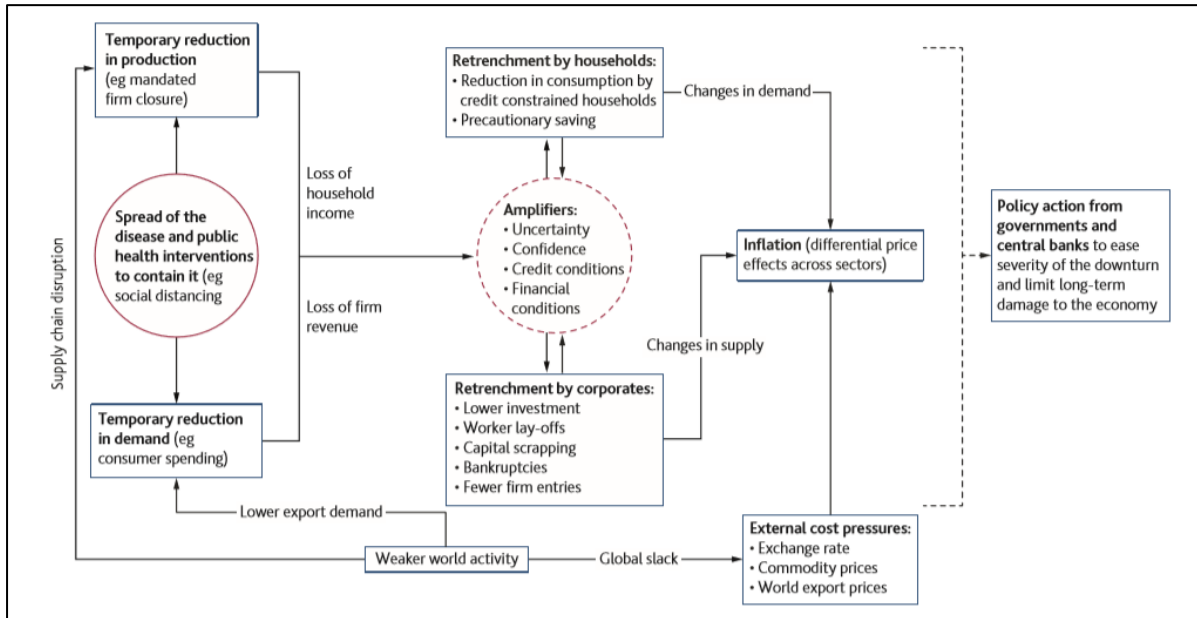 Temporary reduction
in production
(eg mandated
firm closure)
Spread of the
disease and public
health interventions
to contain it (eg
social distancing
Temporary reduction
in demand (eg
consumer spending)
Supply chain disruption
Loss of
household
income
Loss of firm
revenue
Retrenchment by households:
• Reduction in consumption by
credit constrained households
• Precautionary saving
Amplifiers:
• Uncertainty
• Confidence
• Credit conditions
• Financial
conditions
Retrenchment by corporates:
• Lower investment
• Worker lay-offs
• Capital scrapping
• Bankruptcies
• Fewer firm entries
Changes in demand
Changes in supply
Inflation (differential price
effects across sectors)
Policy action from
governments and
central banks to ease
severity of the downturn
and limit long-term
damage to the economy
Lower export demand
Weaker world activity
Global slack
External cost pressures:
• Exchange rate
• Commodity prices
• World export prices